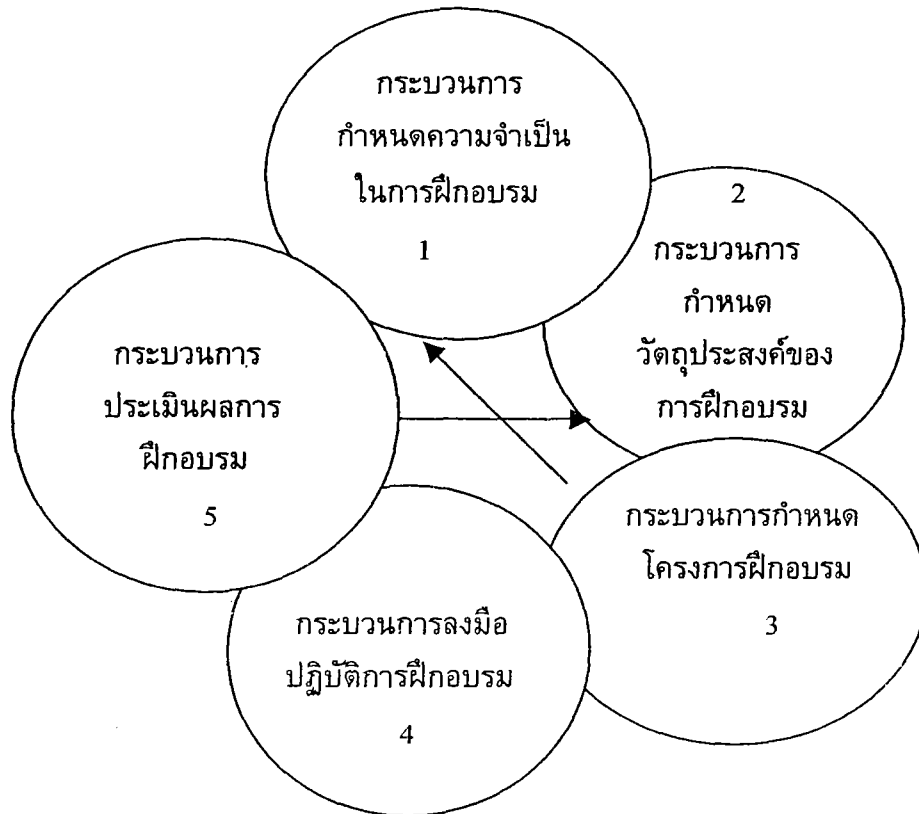 กระบวนการ
กำหนดความจำเป็น
ในการฝึกอบรม
1
2
กระบวนการ
กำหนด
วัตถุประสงค์ของ
การฝึกอบรม
กระบวนการกำหนด
โครงการฝึกอบรม
3
กระบวนการลงมือ
ปฏิบัติการฝึกอบรม
4
กระบวนการ
ประเมินผลการ
ฝึกอบรม
5